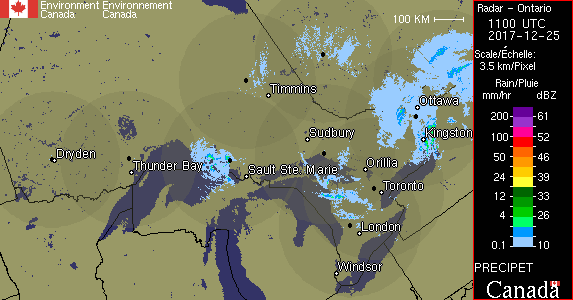 Environment Environnement
Canada Canada
100 KM
Timmins
Ottawa
Kingston
Sudbury
Dryden
Thunder Bay
Sault Ste. Marie
Orillia
Toronto
London
Windsor
Radar - Ontario
1100 UTC
2017-12-25
Scale/Échelle:
3.5 km/Pixel
Rain/Pluie
mm/hr dBZ
200 61
100 52
50 46
24 39
12 33
4 26
0.1 10
PRECIPET
Canada